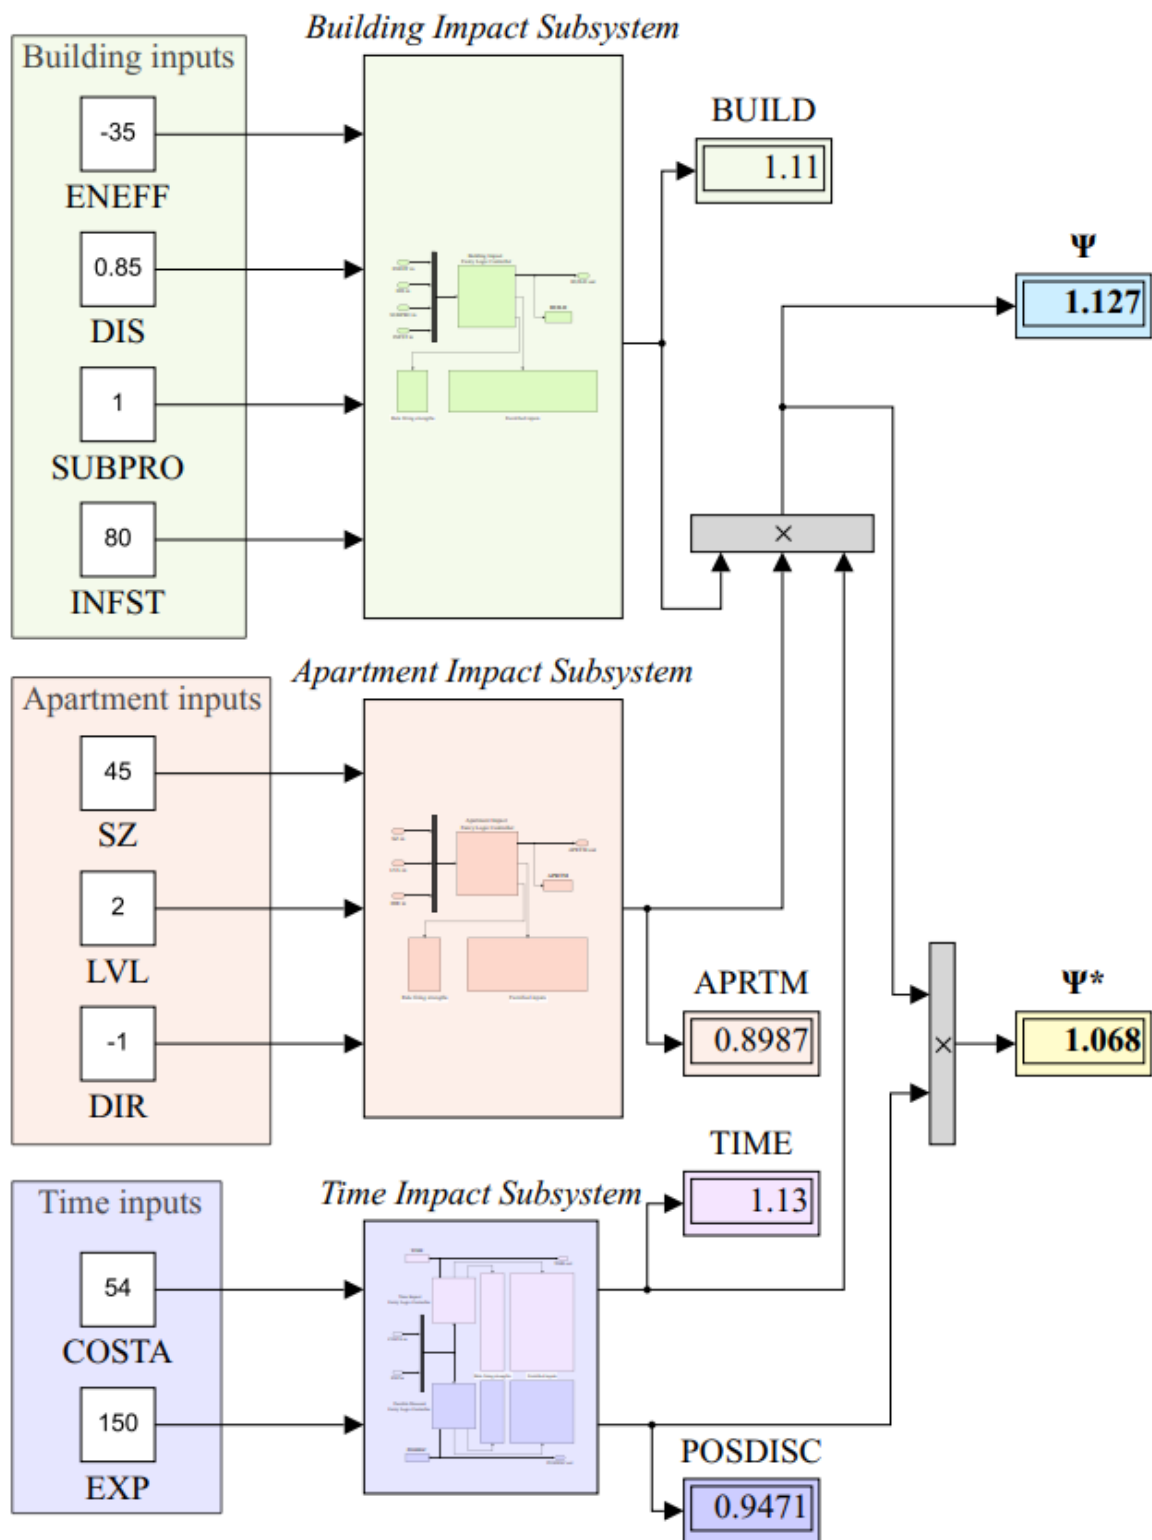 Building Impact Subsystem
Building inputs
-35
ENEFF
0.85
DIS
1
SUBPRO
80
INFST
BUILD
1.11
Ψ
1.127
×
Apartment Impact Subsystem
Apartment inputs
45
SZ
2
LVL
-1
DIR
APRTM
0.8987
×
Ψ*
1.068
Time Impact Subsystem
Time inputs
54
COSTA
150
EXP
TIME
1.13
POSDISC
0.9471